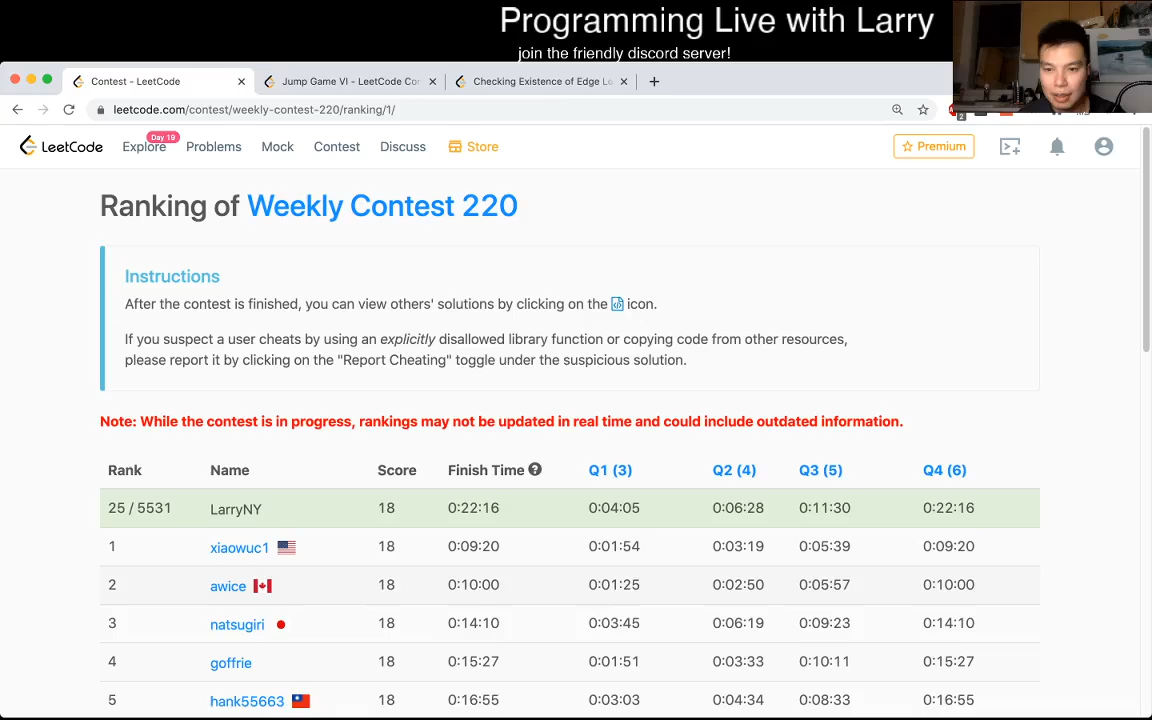 Programming Live with Larry
join the friendly discord server!
Contest - LeetCode
Jump Game VI - LeetCode Con
Checking Existence of Edge Lo
leetcode.com/contest/weekly-contest-220/ranking/1/
2
LeetCode
Explore
Day 19
Problems
Mock
Contest
Discuss
Store
Premium
Ranking of Weekly Contest 220
Instructions
After the contest is finished, you can view others' solutions by clicking on the icon.
If you suspect a user cheats by using an explicitly disallowed library function or copying code from other resources,
please report it by clicking on the "Report Cheating" toggle under the suspicious solution.
Note: While the contest is in progress, rankings may not be updated in real time and could include outdated information.
Rank Name Score Finish Time Q1 (3) Q2 (4) Q3 (5) Q4 (6)
25 / 5531 LarryNY 18 0:22:16 0:04:05 0:06:28 0:11:30 0:22:16
1 xiaowuc1 18 0:09:20 0:01:54 0:03:19 0:05:39 0:09:20
2 awice 18 0:10:00 0:01:25 0:02:50 0:05:57 0:10:00
3 natsugiri 18 0:14:10 0:03:45 0:06:19 0:09:23 0:14:10
4 goffrie 18 0:15:27 0:01:51 0:03:33 0:10:11 0:15:27
5 hank55663 18 0:16:55 0:03:03 0:04:34 0:08:33 0:16:55